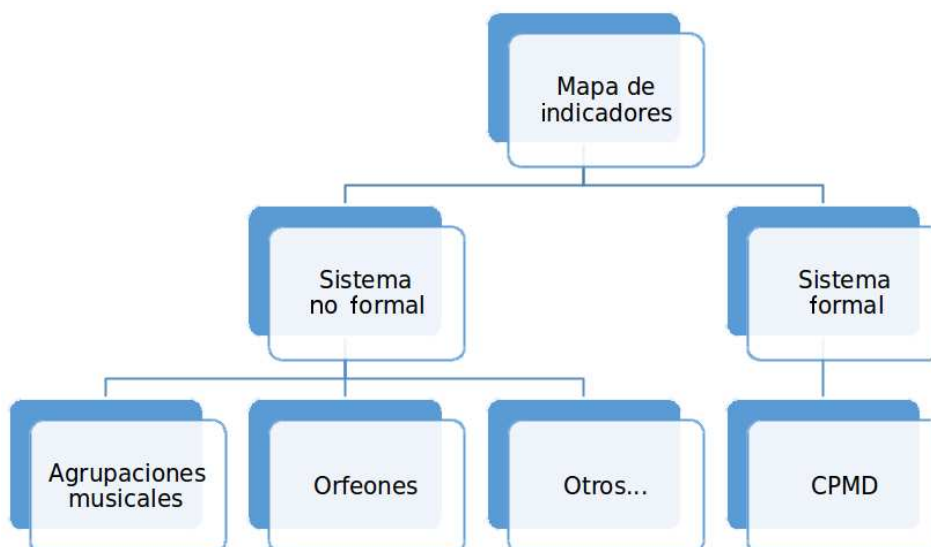 Mapa de
indicadores
Sistema
no formal
Sistema
formal
Agrupaciones
musicales
Orfeones
Otros...
CPMD